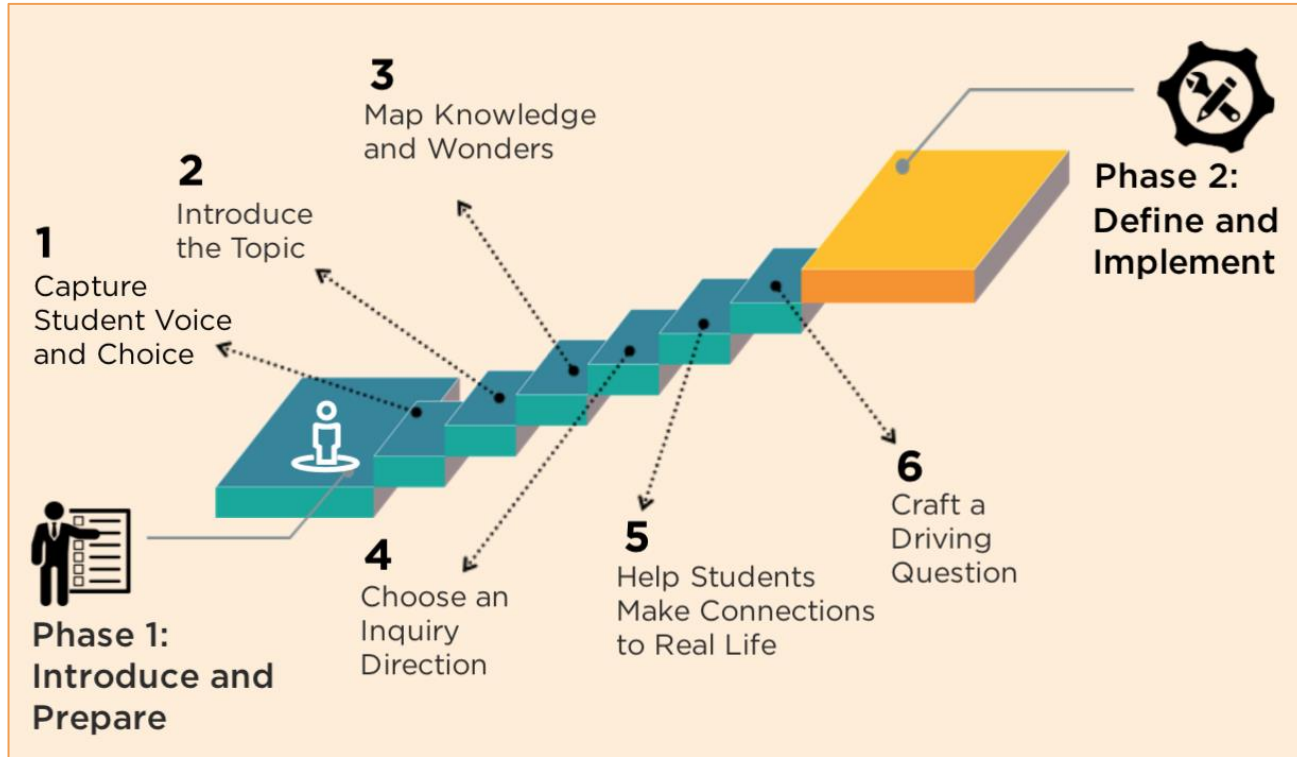 1
Capture
Student Voice
and Choice
2
Introduce
the Topic
3
Map Knowledge
and Wonders
4
Choose an
Inquiry
Direction
5
Help Students
Make Connections
to Real Life
6
Craft a
Driving
Question
Phase 1:
Introduce and
Prepare
Phase 2:
Define and
Implement